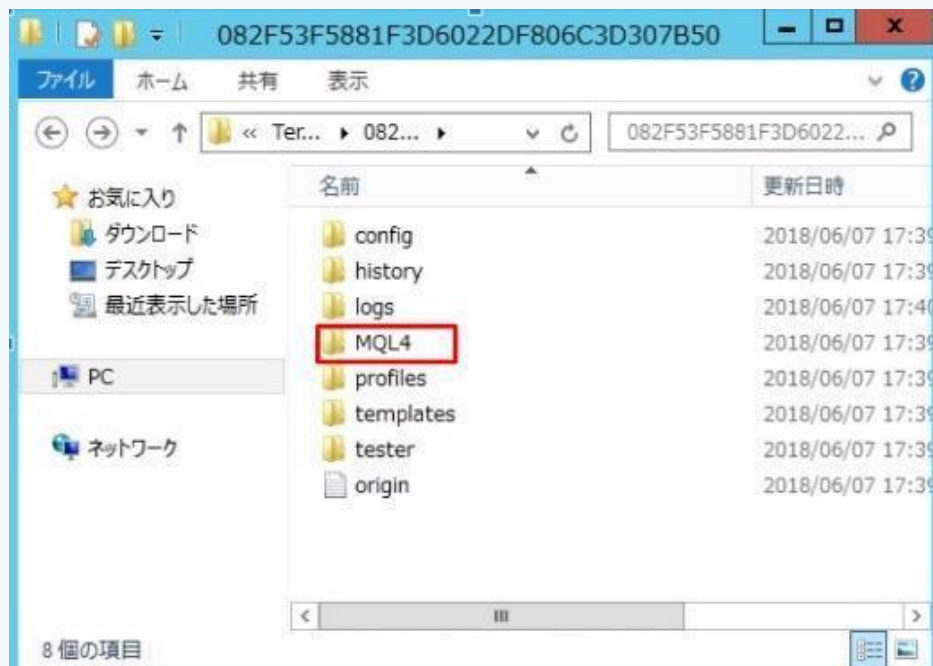 082F53F5881F3D6022DF806C3D307B50
ファイル ホーム 共有 表示
« Ter... 082... 082F53F5881F3D6022...
名前 更新日時
お気に入り
ダウンロード
デスクトップ
最近表示した場所
PC
ネットワーク
config 2018/06/07 17:39
history 2018/06/07 17:39
logs 2018/06/07 17:40
MQL4 2018/06/07 17:39
profiles 2018/06/07 17:39
templates 2018/06/07 17:39
tester 2018/06/07 17:39
origin 2018/06/07 17:39
8 個の項目